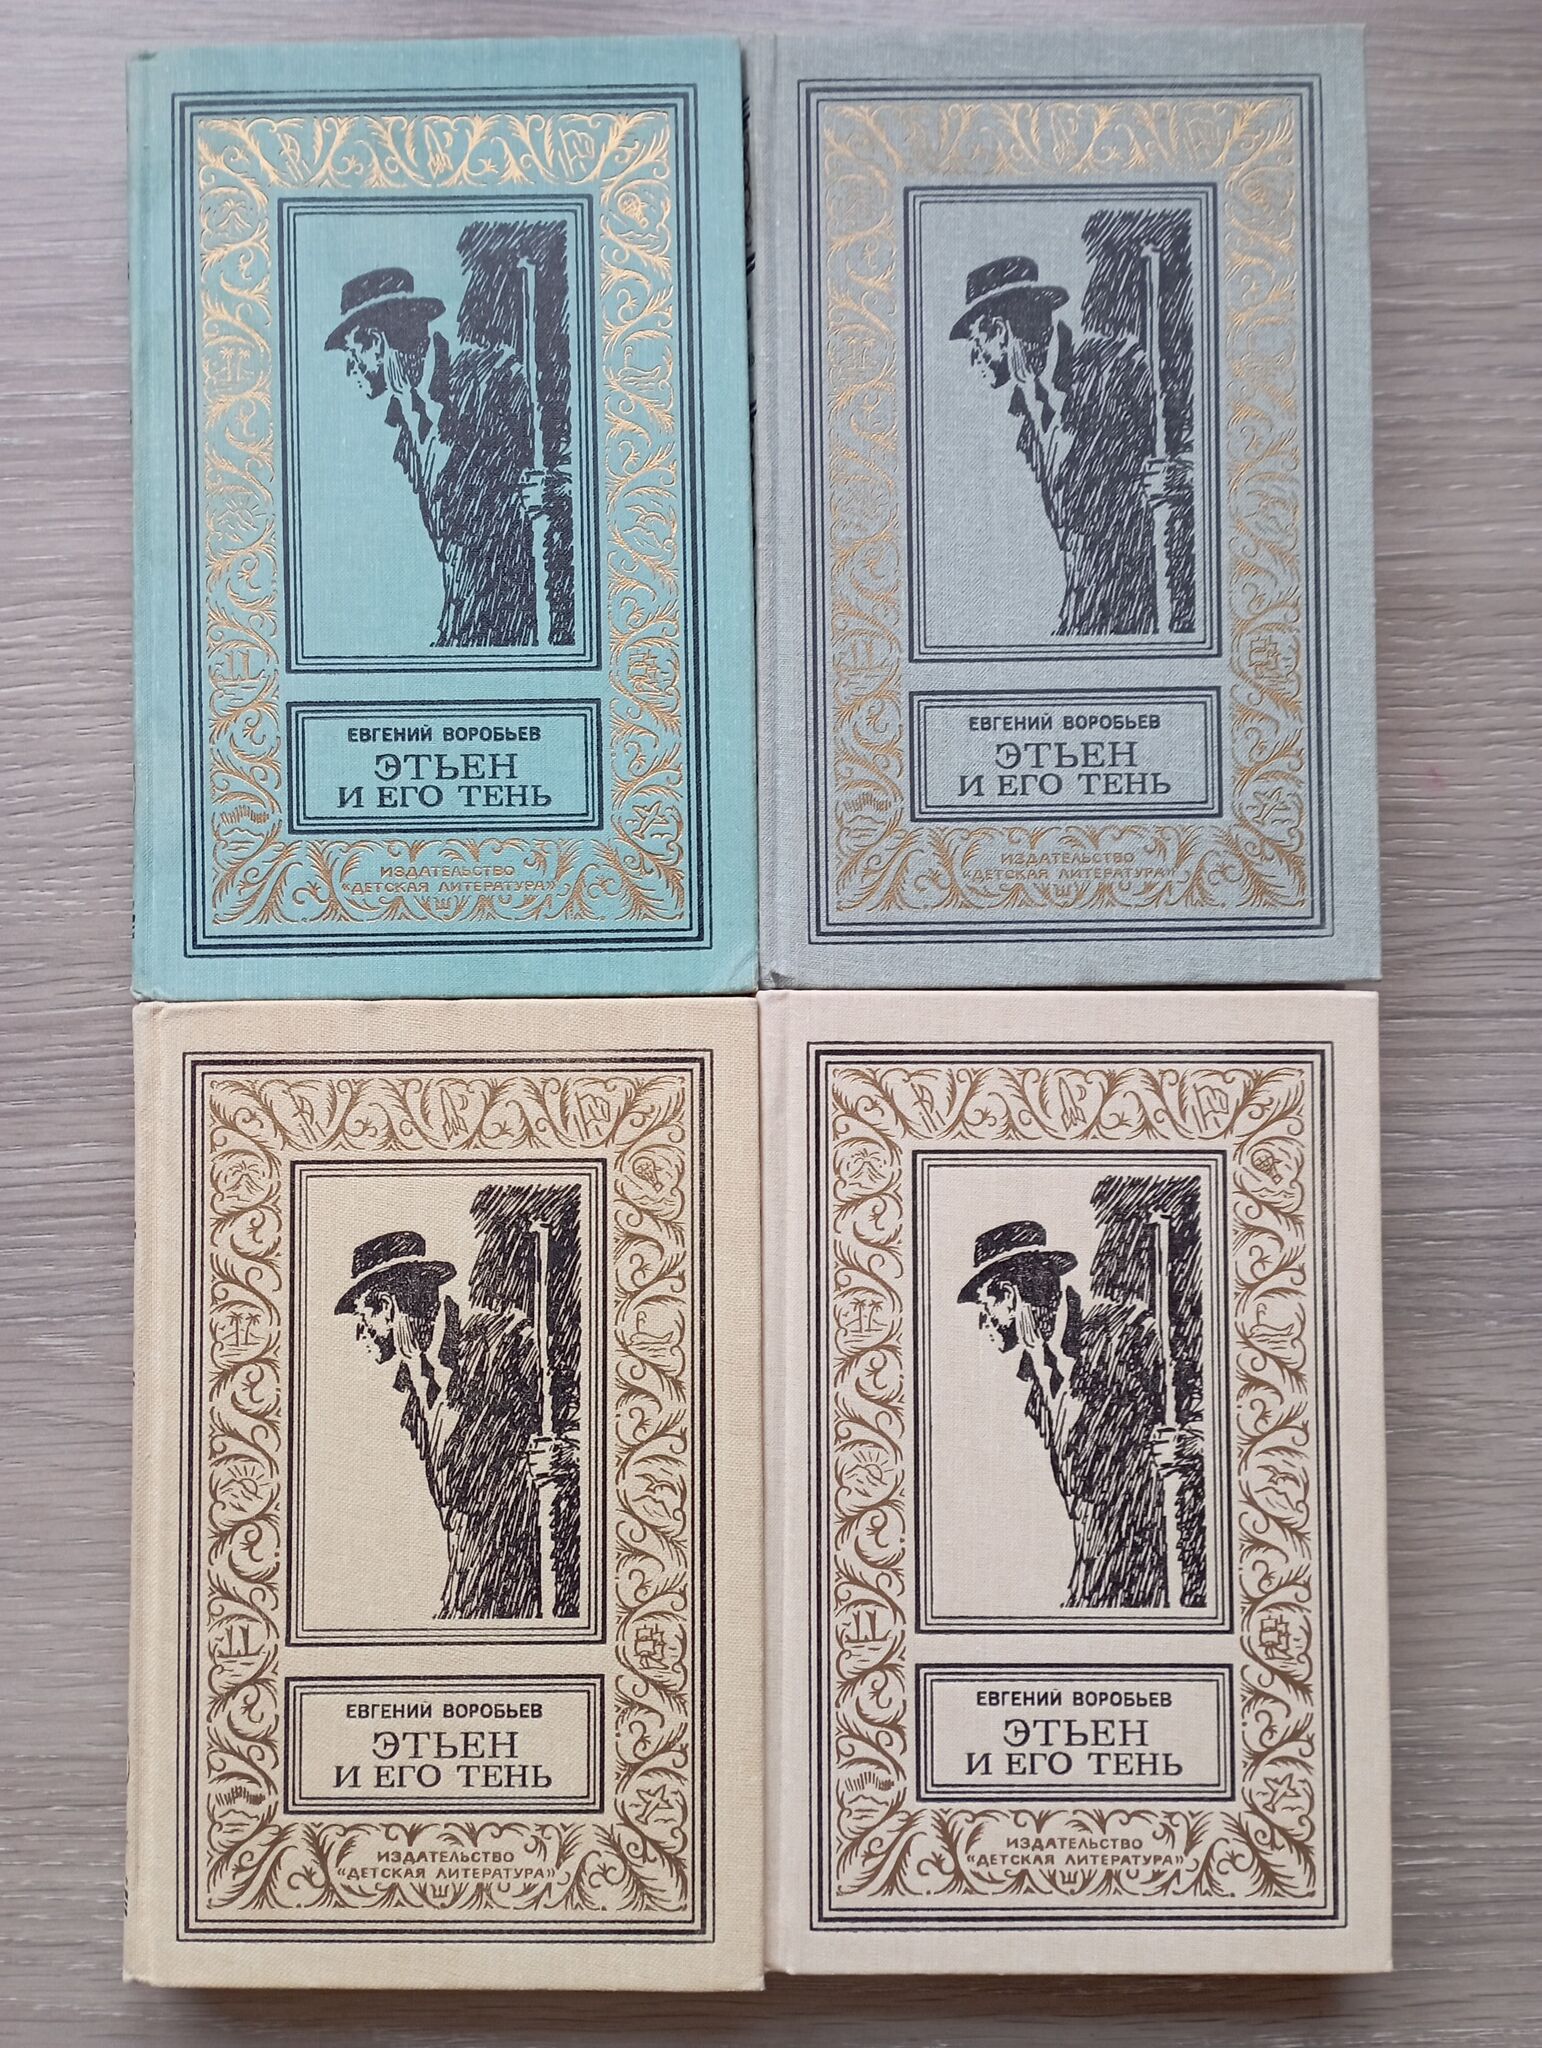 ЕВГЕНИЙ ВОРОБЬЕВ
ЭТЬЕН
И ЕГО ТЕНЬ
ИЗДАТЕЛЬСТВО
«ДЕТСКАЯ ЛИТЕРАТУРА»
ЕВГЕНИЙ ВОРОБЬЕВ
ЭТЬЕН
И ЕГО ТЕНЬ
ИЗДАТЕЛЬСТВО
«ДЕТСКАЯ ЛИТЕРАТУРА»
ЕВГЕНИЙ ВОРОБЬЕВ
ЭТЬЕН
И ЕГО ТЕНЬ
ИЗДАТЕЛЬСТВО
«ДЕТСКАЯ ЛИТЕРАТУРА»
ЕВГЕНИЙ ВОРОБЬЕВ
ЭТЬЕН
И ЕГО ТЕНЬ
ИЗДАТЕЛЬСТВО
«ДЕТСКАЯ ЛИТЕРАТУРА»